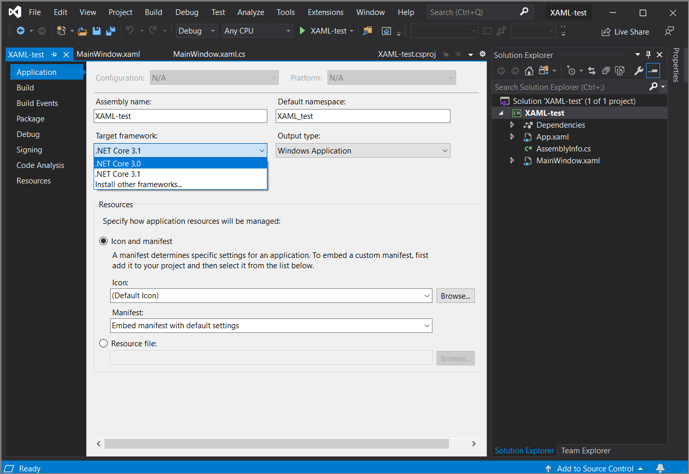 File Edit View Project Build Debug Test Analyze Tools Extensions Window Help Search (Ctrl+Q) XAML-test
Debug Any CPU XAML-test Live Share
XAML-test MainWindow.xaml MainWindow.xaml.cs XAML-test.csproj
Application
Build
Build Events
Package
Debug
Signing
Code Analysis
Resources
Configuration: N/A Platform: N/A
Assembly name: Default namespace:
XAML-test XAML_test
Target framework: Output type:
.NET Core 3.1 Windows Application
.NET Core 3.0
.NET Core 3.1
Install other frameworks...
Resources
Specify how application resources will be managed:
Icon and manifest
A manifest determines specific settings for an application. To embed a custom manifest, first
add it to your project and then select it from the list below.
Icon:
(Default Icon) Browse...
Manifest:
Embed manifest with default settings
Resource file:
Browse...
Solution Explorer
Search Solution Explorer (Ctrl+;)
Solution 'XAML-test' (1 of 1 project)
XAML-test
Dependencies
App.xaml
C# AssemblyInfo.cs
MainWindow.xaml
Solution Explorer Team Explorer
Properties
Ready Add to Source Control